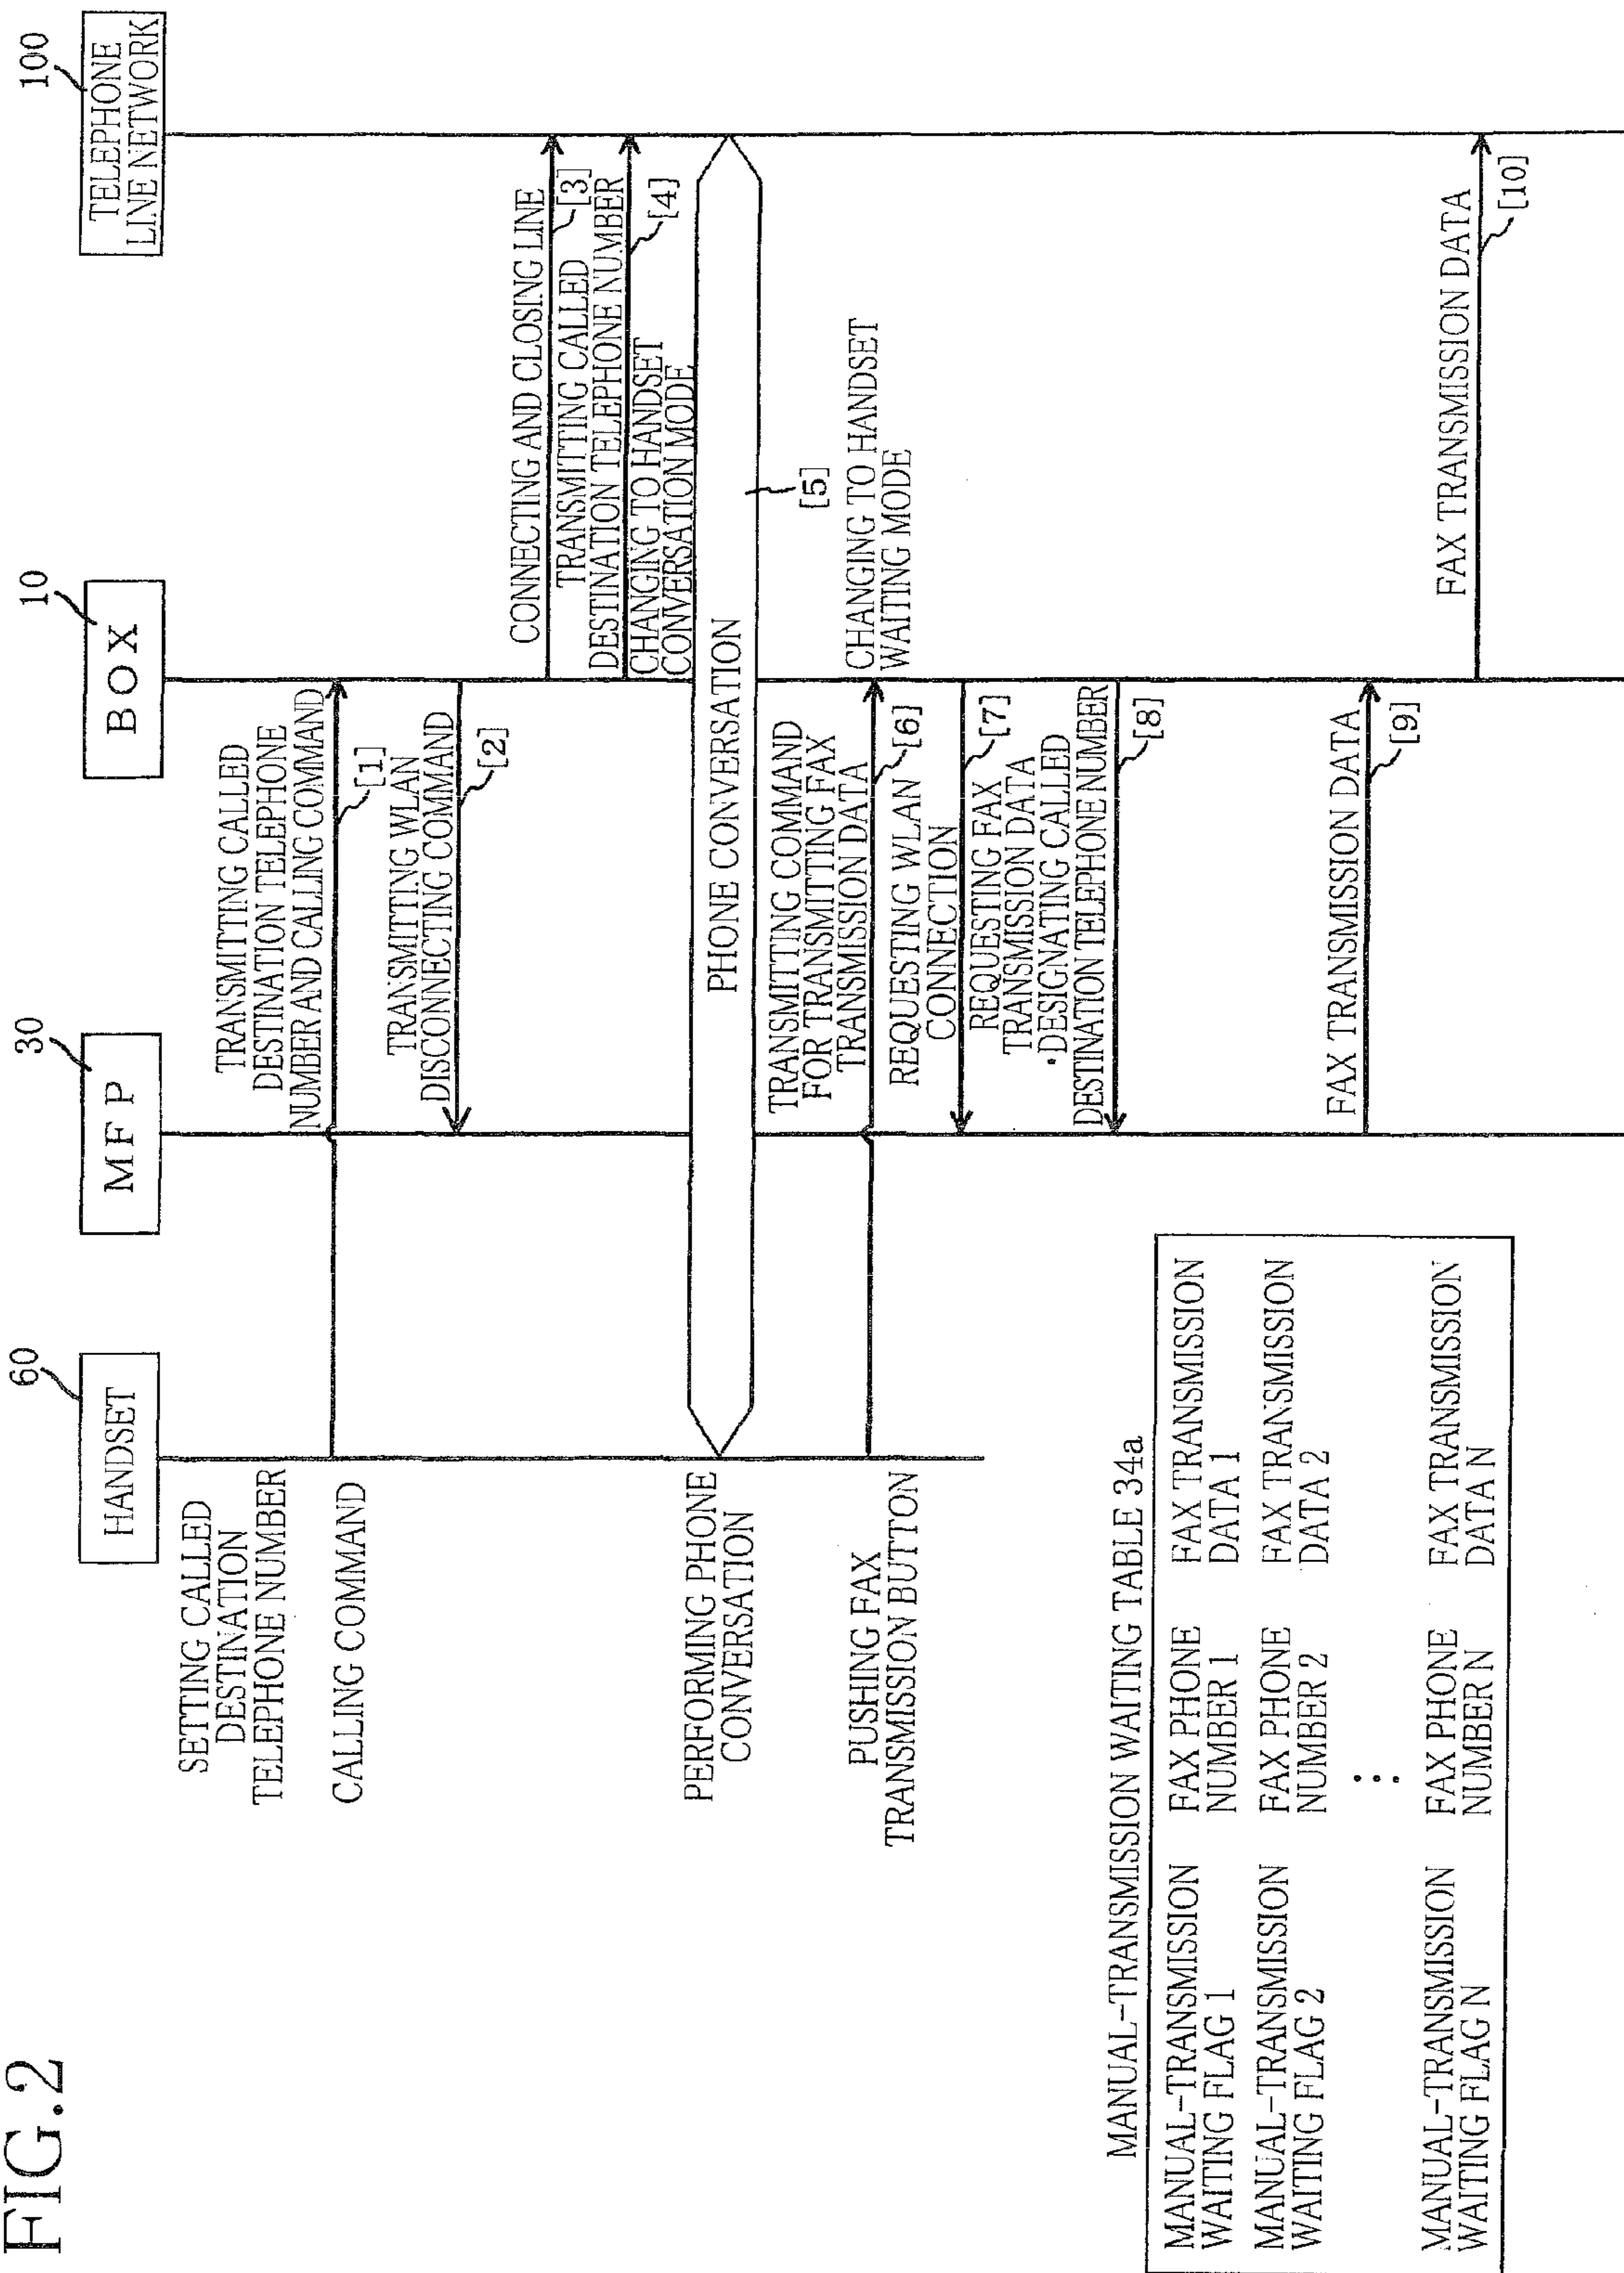 FIG.2
60
HANDSET
30
MFP
10
BOX
100
TELEPHONE
LINE NETWORK
SETTING CALLED
DESTINATION
TELEPHONE NUMBER
CALLING COMMAND
TRANSMITTING CALLED
DESTINATION TELEPHONE
NUMBER AND CALLING COMMAND
[1]
TRANSMITTING WLAN
DISCONNECTING COMMAND
[2]
CONNECTING AND CLOSING LINE
[3]
TRANSMITTING CALLED
DESTINATION TELEPHONE NUMBER
[4]
CHANGING TO HANDSET
CONVERSATION MODE
PERFORMING PHONE
CONVERSATION
PHONE CONVERSATION
[5]
PUSHING FAX
TRANSMISSION BUTTON
TRANSMITTING COMMAND
FOR TRANSMITTING FAX
TRANSMISSION DATA
[6]
CHANGING TO HANDSET
WAITING MODE
REQUESTING WLAN
CONNECTION
[7]
REQUESTING FAX
TRANSMISSION DATA
•DESIGNATING CALLED
DESTINATION TELEPHONE NUMBER
[8]
FAX TRANSMISSION DATA
[9]
FAX TRANSMISSION DATA
[10]
MANUAL-TRANSMISSION WAITING TABLE 34a
MANUAL-TRANSMISSION
WAITING FLAG 1
FAX PHONE
NUMBER 1
FAX TRANSMISSION
DATA 1
MANUAL-TRANSMISSION
WAITING FLAG 2
FAX PHONE
NUMBER 2
FAX TRANSMISSION
DATA 2
⋮
MANUAL-TRANSMISSION
WAITING FLAG N
FAX PHONE
NUMBER N
FAX TRANSMISSION
DATA N